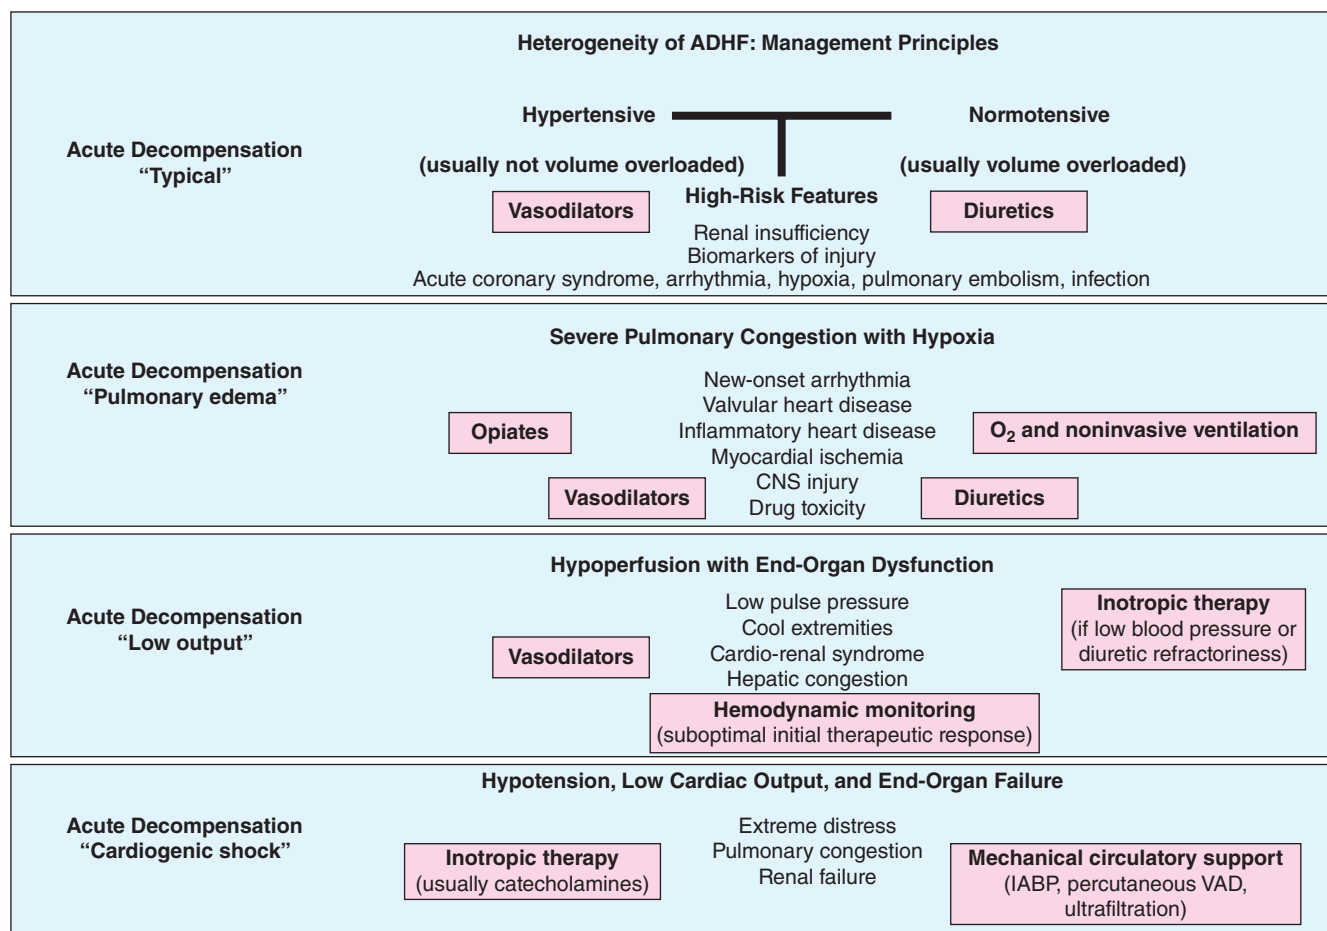 Heterogeneity of ADHF: Management Principles
Acute Decompensation
“Typical”
Hypertensive
Normotensive
(usually not volume overloaded)
(usually volume overloaded)
Vasodilators
High-Risk Features
Diuretics
Renal insufficiency
Biomarkers of injury
Acute coronary syndrome, arrhythmia, hypoxia, pulmonary embolism, infection
Severe Pulmonary Congestion with Hypoxia
Acute Decompensation
“Pulmonary edema”
New-onset arrhythmia
Valvular heart disease
Inflammatory heart disease
Myocardial ischemia
CNS injury
Drug toxicity
Opiates
O₂ and noninvasive ventilation
Vasodilators
Diuretics
Hypoperfusion with End-Organ Dysfunction
Acute Decompensation
“Low output”
Low pulse pressure
Cool extremities
Cardio-renal syndrome
Hepatic congestion
Vasodilators
Inotropic therapy
(if low blood pressure or
diuretic refractoriness)
Hemodynamic monitoring
(suboptimal initial therapeutic response)
Hypotension, Low Cardiac Output, and End-Organ Failure
Acute Decompensation
“Cardiogenic shock”
Extreme distress
Pulmonary congestion
Renal failure
Inotropic therapy
(usually catecholamines)
Mechanical circulatory support
(IABP, percutaneous VAD,
ultrafiltration)